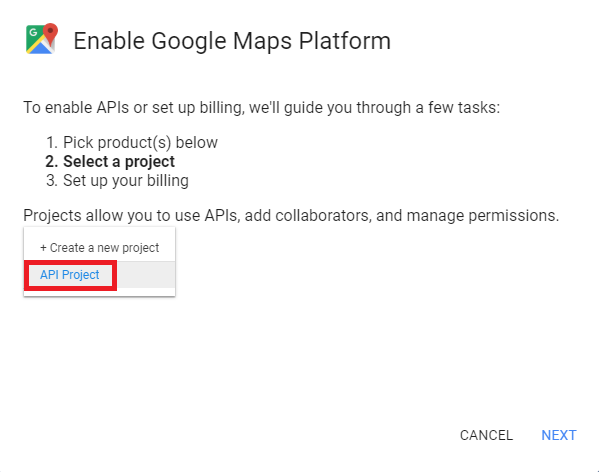 G
Enable Google Maps Platform
To enable APIs or set up billing, we'll guide you through a few tasks:
1. Pick product(s) below
2. Select a project
3. Set up your billing
Projects allow you to use APIs, add collaborators, and manage permissions.
+ Create a new project
API Project
CANCEL NEXT